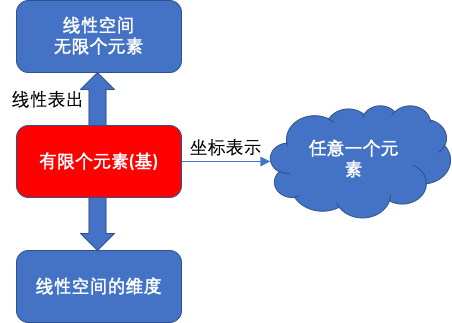 线性空间
无限个元素
线性表出
有限个元素(基)
坐标表示
任意一个元
素
线性空间的维度